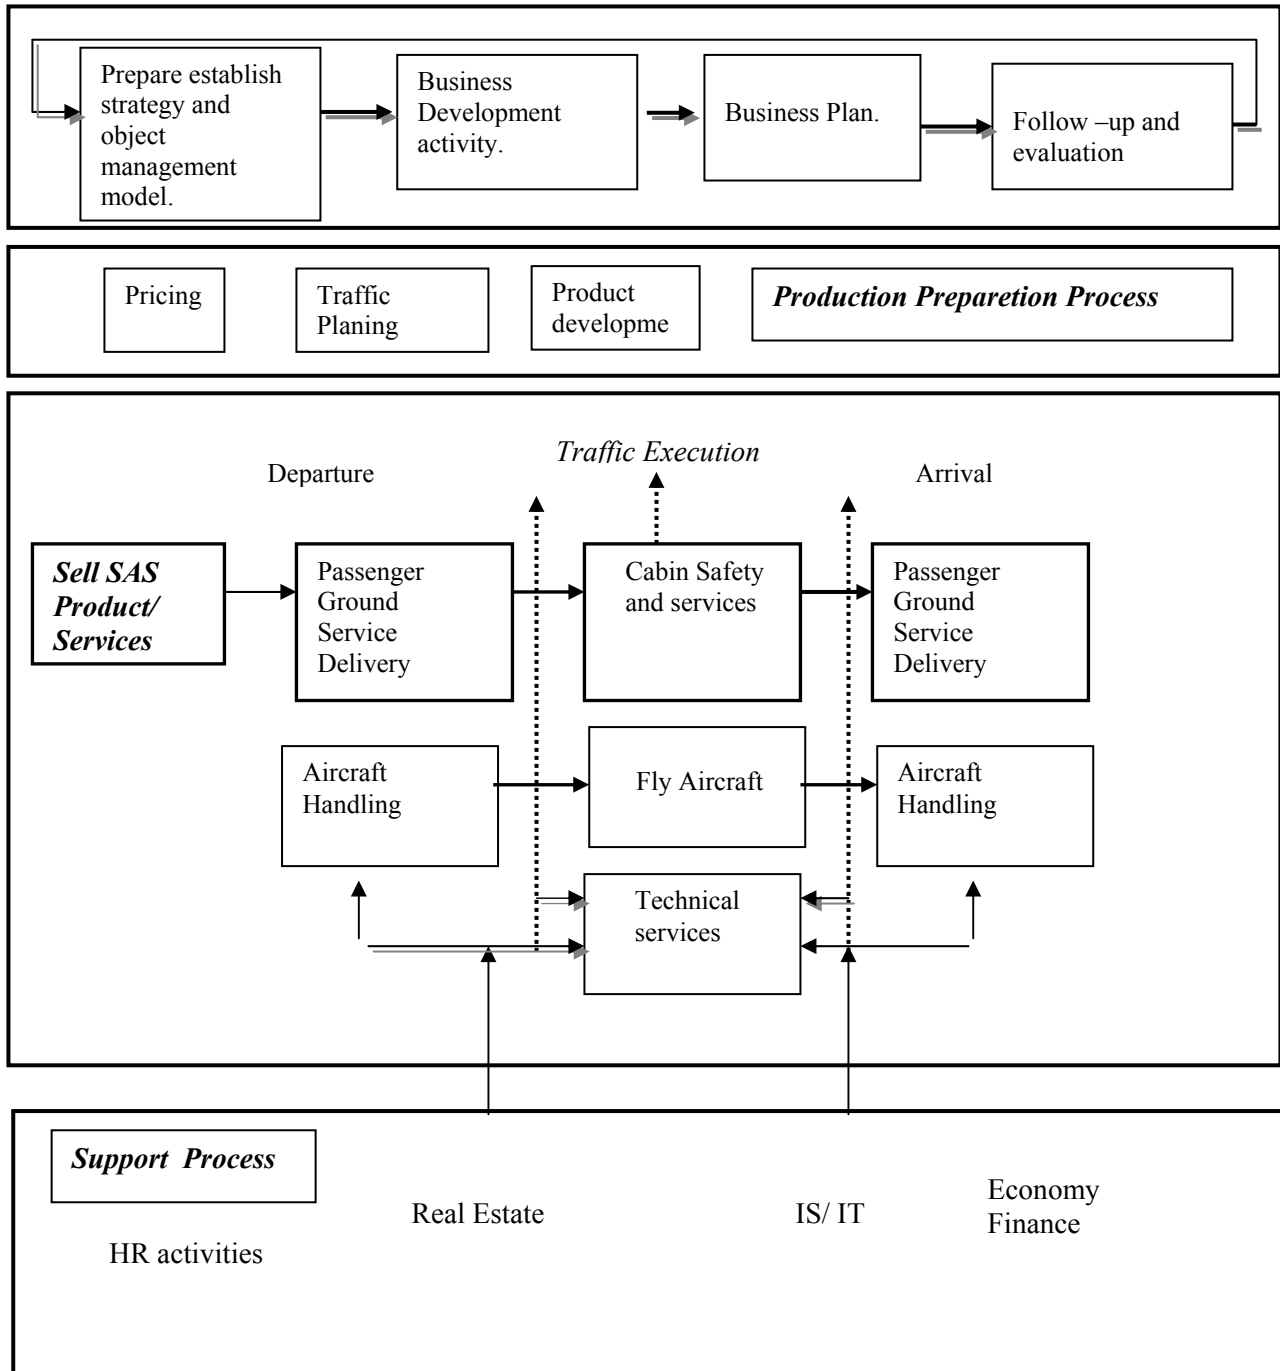 Prepare establish
strategy and
object
management
model.
Business
Development
activity.
Business Plan.
Follow –up and
evaluation
Pricing
Traffic
Planing
Product
developme
Production Preparetion Process
Departure
Traffic Execution
Arrival
Sell SAS
Product/
Services
Passenger
Ground
Service
Delivery
Cabin Safety
and services
Passenger
Ground
Service
Delivery
Aircraft
Handling
Fly Aircraft
Aircraft
Handling
Technical
services
Support Process
HR activities
Real Estate
IS/ IT
Economy
Finance